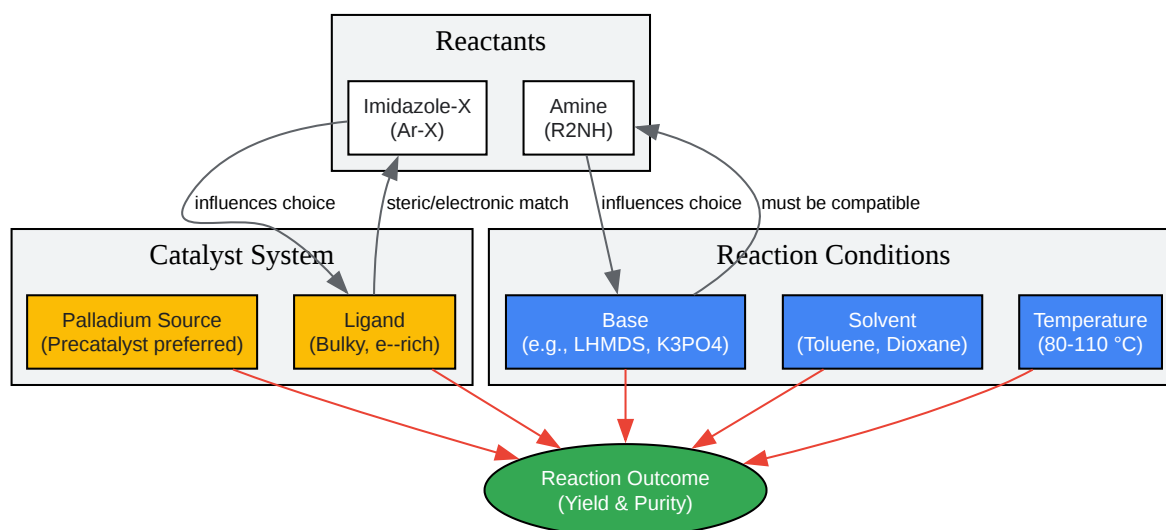 Reactants
Imidazole-X
(Ar-X)
Amine
(R2NH)
influences choice
steric/electronic match
influences choice
must be compatible
Catalyst System
Palladium Source
(Precatalyst preferred)
Ligand
(Bulky, e--rich)
Reaction Conditions
Base
(e.g., LHMDS, K3PO4)
Solvent
(Toluene, Dioxane)
Temperature
(80-110 °C)
Reaction Outcome
(Yield & Purity)